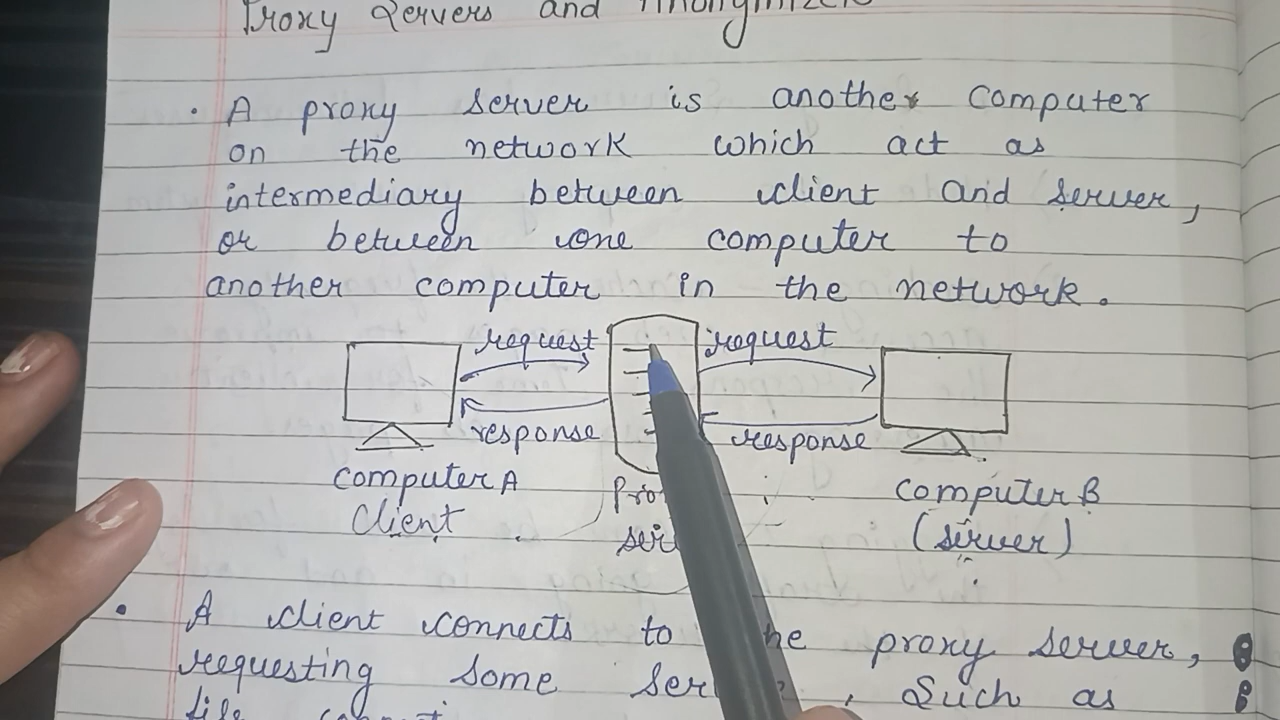 Proxy Servers and Anonymizers
• A proxy server is another computer
on the network which act as
intermediary between client and server,
or between one computer to
another computer in the network.
request request
response response
Computer A
Client
Computer B
(server)
• A client connects to the proxy server,
requesting some such as
file